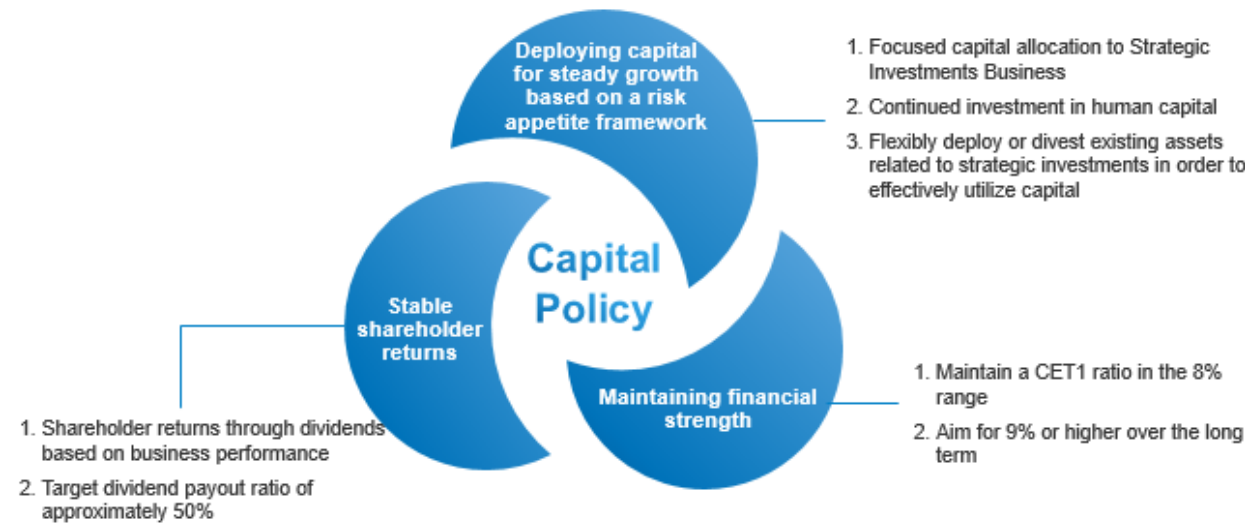 Deploying capital
for steady growth
based on a risk
appetite framework
1. Focused capital allocation to Strategic
Investments Business
2. Continued investment in human capital
3. Flexibly deploy or divest existing assets
related to strategic investments in order to
effectively utilize capital
Capital
Policy
Stable
shareholder
returns
Maintaining financial
strength
1. Maintain a CET1 ratio in the 8%
range
2. Aim for 9% or higher over the long
term
1. Shareholder returns through dividends
based on business performance
2. Target dividend payout ratio of
approximately 50%